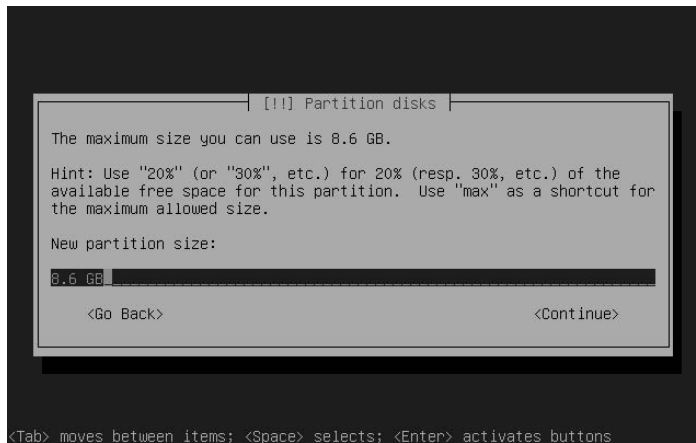 [!!] Partition disks
The maximum size you can use is 8.6 GB.
Hint: Use "20%" (or "30%", etc.) for 20% (resp. 30%, etc.) of the
available free space for this partition.  Use "max" as a shortcut for
the maximum allowed size.
New partition size:
8.6 GB
<Go Back> <Continue>
<Tab> moves between items; <Space> selects; <Enter> activates buttons